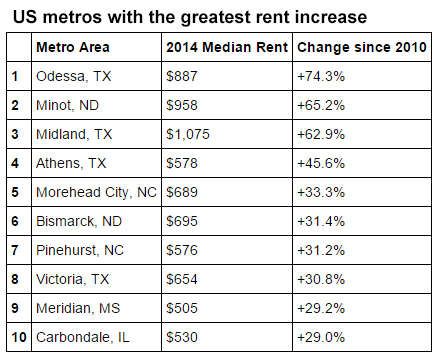 US metros with the greatest rent increase
Metro Area 2014 Median Rent Change since 2010
1 Odessa, TX $887 +74.3%
2 Minot, ND $958 +65.2%
3 Midland, TX $1,075 +62.9%
4 Athens, TX $578 +45.6%
5 Morehead City, NC $689 +33.3%
6 Bismarck, ND $695 +31.4%
7 Pinehurst, NC $576 +31.2%
8 Victoria, TX $654 +30.8%
9 Meridian, MS $505 +29.2%
10 Carbondale, IL $530 +29.0%